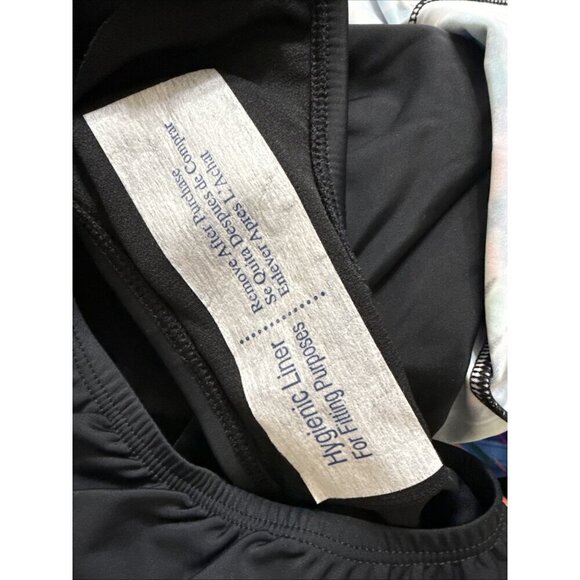 Hygienic Liner
For Fitting Purposes
Remove After Purchase
Se Quita Despues de Comprar
Enlever Apres L'Achat